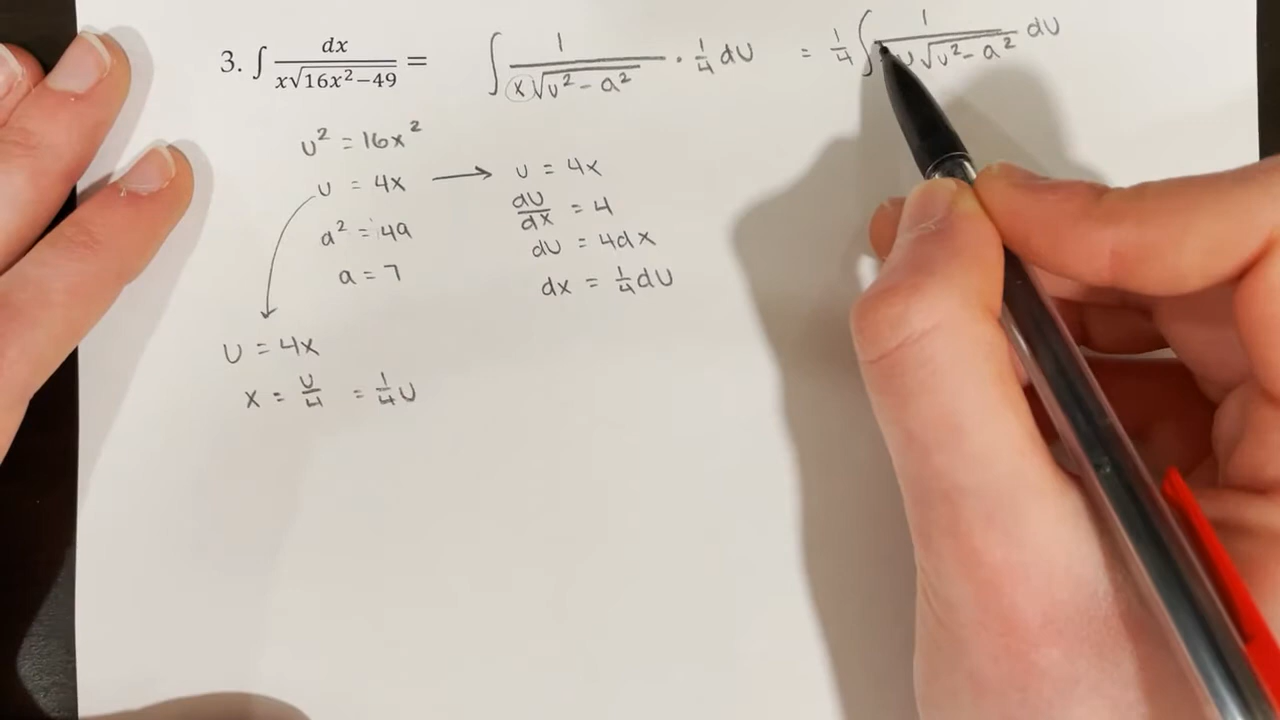 3. ∫ dx / x√16x²−49 = ∫ 1 / x√u² − a² · 1/4 du = 1/4 ∫ 1 / u√u² − a² du
u² = 16x²
u = 4x → u = 4x
du/dx = 4
a² = 49
du = 4dx
a = 7
dx = 1/4 du
u = 4x
x = u/4 = 1/4 u